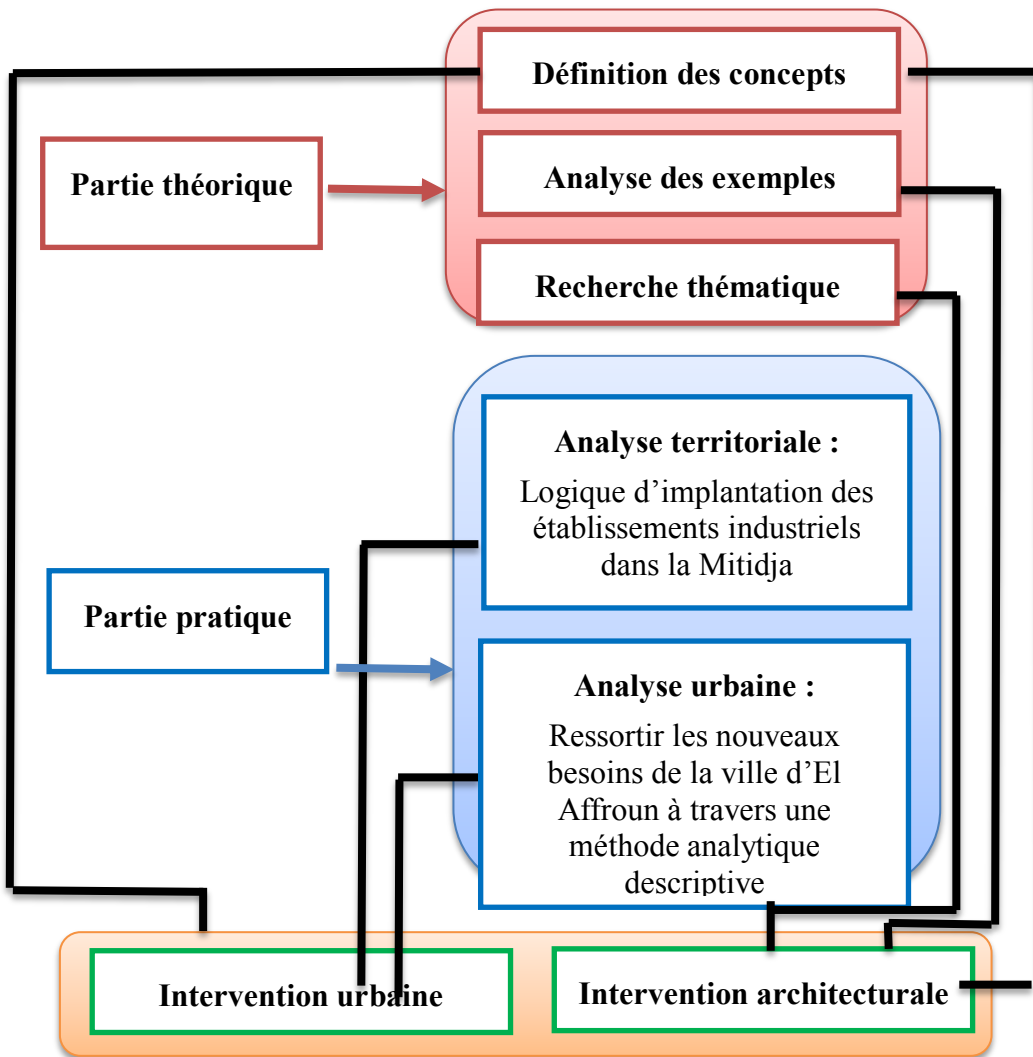 Définition des concepts
Partie théorique
Analyse des exemples
Recherche thématique
Analyse territoriale :
Logique d’implantation des
établissements industriels
dans la Mitidja
Partie pratique
Analyse urbaine :
Ressortir les nouveaux
besoins de la ville d’El
Affroun à travers une
méthode analytique
descriptive
Intervention urbaine
Intervention architecturale